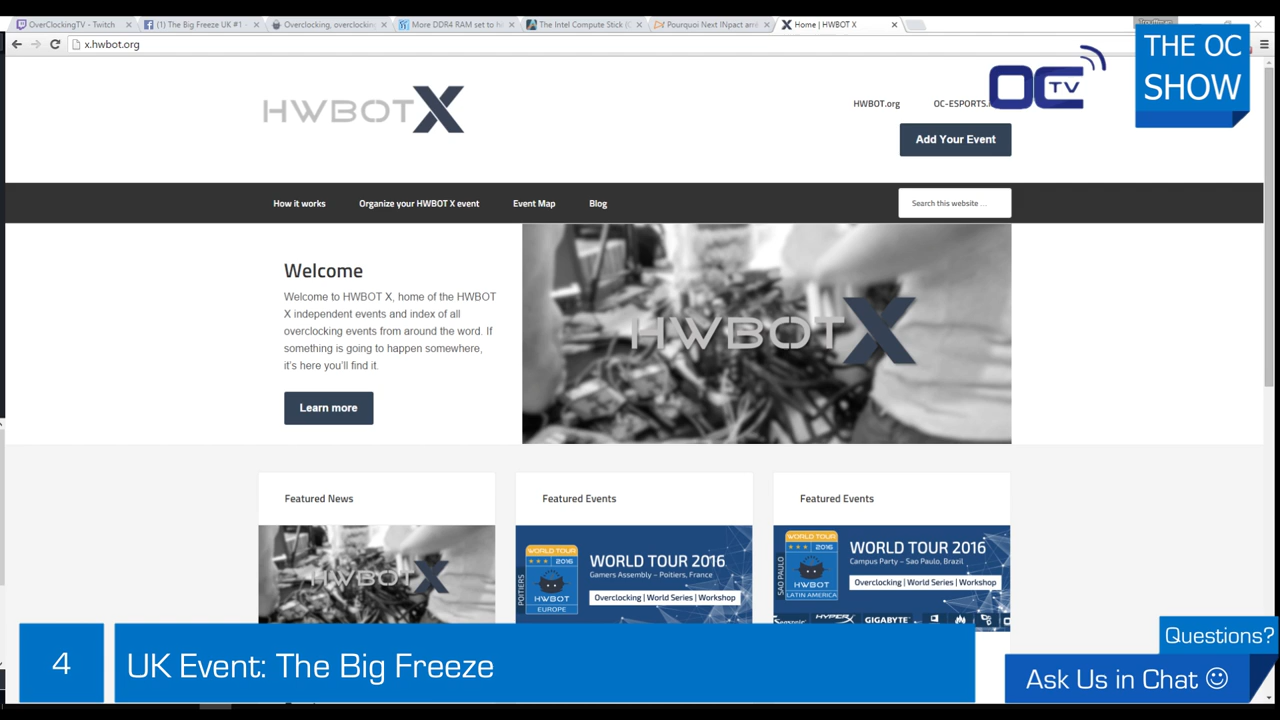 OverClockingTV - Twitch
(1) The Big Freeze UK #1 -
Overclocking, overclockin
More DDR4 RAM set to h
The Intel Compute Stick (C
Pourquoi Next INpact arr
Home | HWBOT X
x.hwbot.org
THE OC
SHOW
OC TV
HWBOT X
HWBOT.org
OC-ESPORTS.
Add Your Event
How it works
Organize your HWBOT X event
Event Map
Blog
Search this website ...
Welcome
Welcome to HWBOT X, home of the HWBOT
X independent events and index of all
overclocking events from around the word. If
something is going to happen somewhere,
it's here you'll find it.
Learn more
HWBOT X
Featured News
Featured Events
Featured Events
HWBOT X
WORLD TOUR
2016
POITIERS
HWBOT
EUROPE
WORLD TOUR 2016
Gamers Assembly – Poitiers, France
Overclocking | World Series | Workshop
WORLD TOUR
2016
SAO PAULO
HWBOT
LATIN AMERICA
WORLD TOUR 2016
Campus Party – Sao Paulo, Brazil
Overclocking | World Series | Workshop
Seasonic HYPERX GIGABYTE
4
UK Event: The Big Freeze
Questions?
Ask Us in Chat ☺